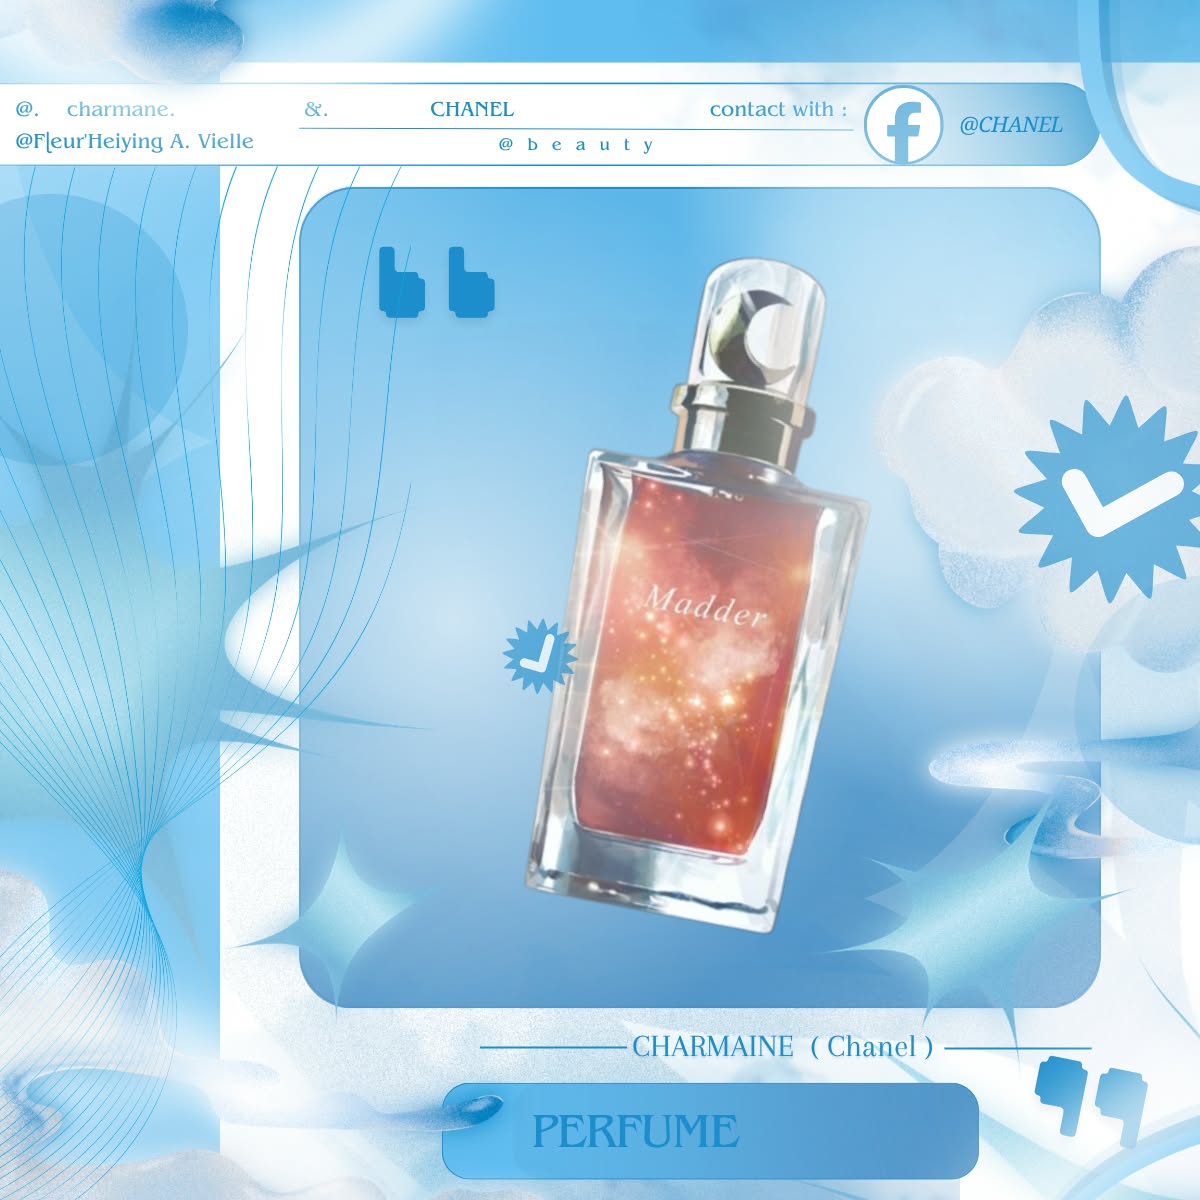 @. charmane. &. CHANEL contact with :
@CHANEL
@Fleur'Heiying A. Vielle
@ b e a u t y
Madder
CHARMAINE ( Chanel )
PERFUME